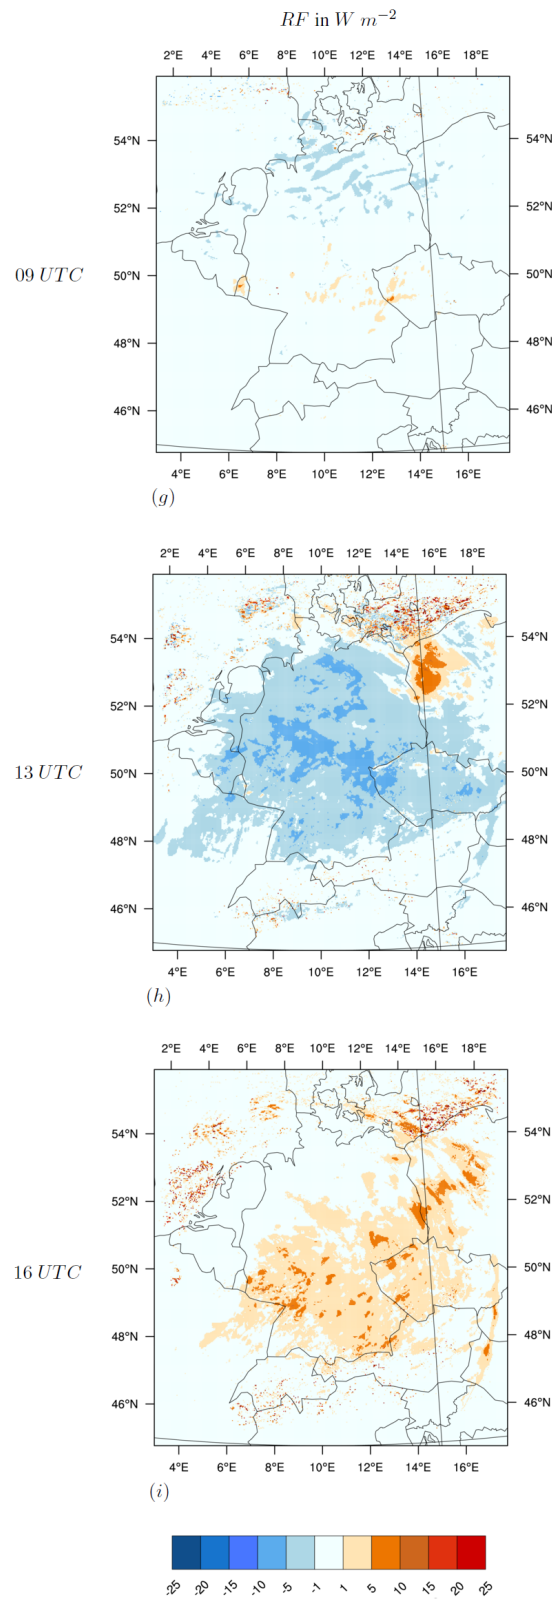 RF in W m−2
2°E 4°E 6°E 8°E 10°E 12°E 14°E 16°E 18°E
54°N 54°N
52°N 52°N
09 UTC 50°N 50°N
48°N 48°N
46°N 46°N
4°E 6°E 8°E 10°E 12°E 14°E 16°E
(g)
2°E 4°E 6°E 8°E 10°E 12°E 14°E 16°E 18°E
54°N 54°N
52°N 52°N
13 UTC 50°N 50°N
48°N 48°N
46°N 46°N
4°E 6°E 8°E 10°E 12°E 14°E 16°E
(h)
2°E 4°E 6°E 8°E 10°E 12°E 14°E 16°E 18°E
54°N 54°N
52°N 52°N
16 UTC 50°N 50°N
48°N 48°N
46°N 46°N
4°E 6°E 8°E 10°E 12°E 14°E 16°E
(i)
-25 -20 -15 -10 -5 -1 1 5 10 15 20 25